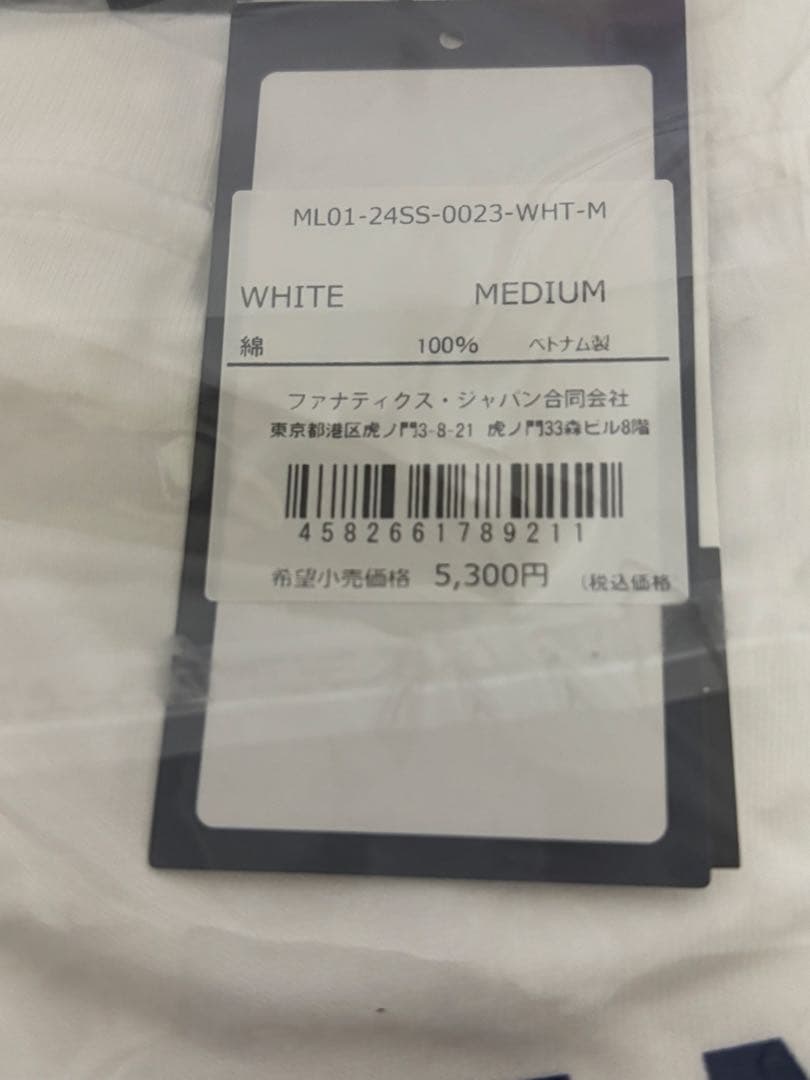 ML01-24SS-0023-WHT-M
WHITE MEDIUM
綿 100% ベトナム製
ファナティクス・ジャパン合同会社
東京都港区虎ノ門3-8-21 虎ノ門33森ビル8階
4582661789211
希望小売価格 5,300円 (税込価格